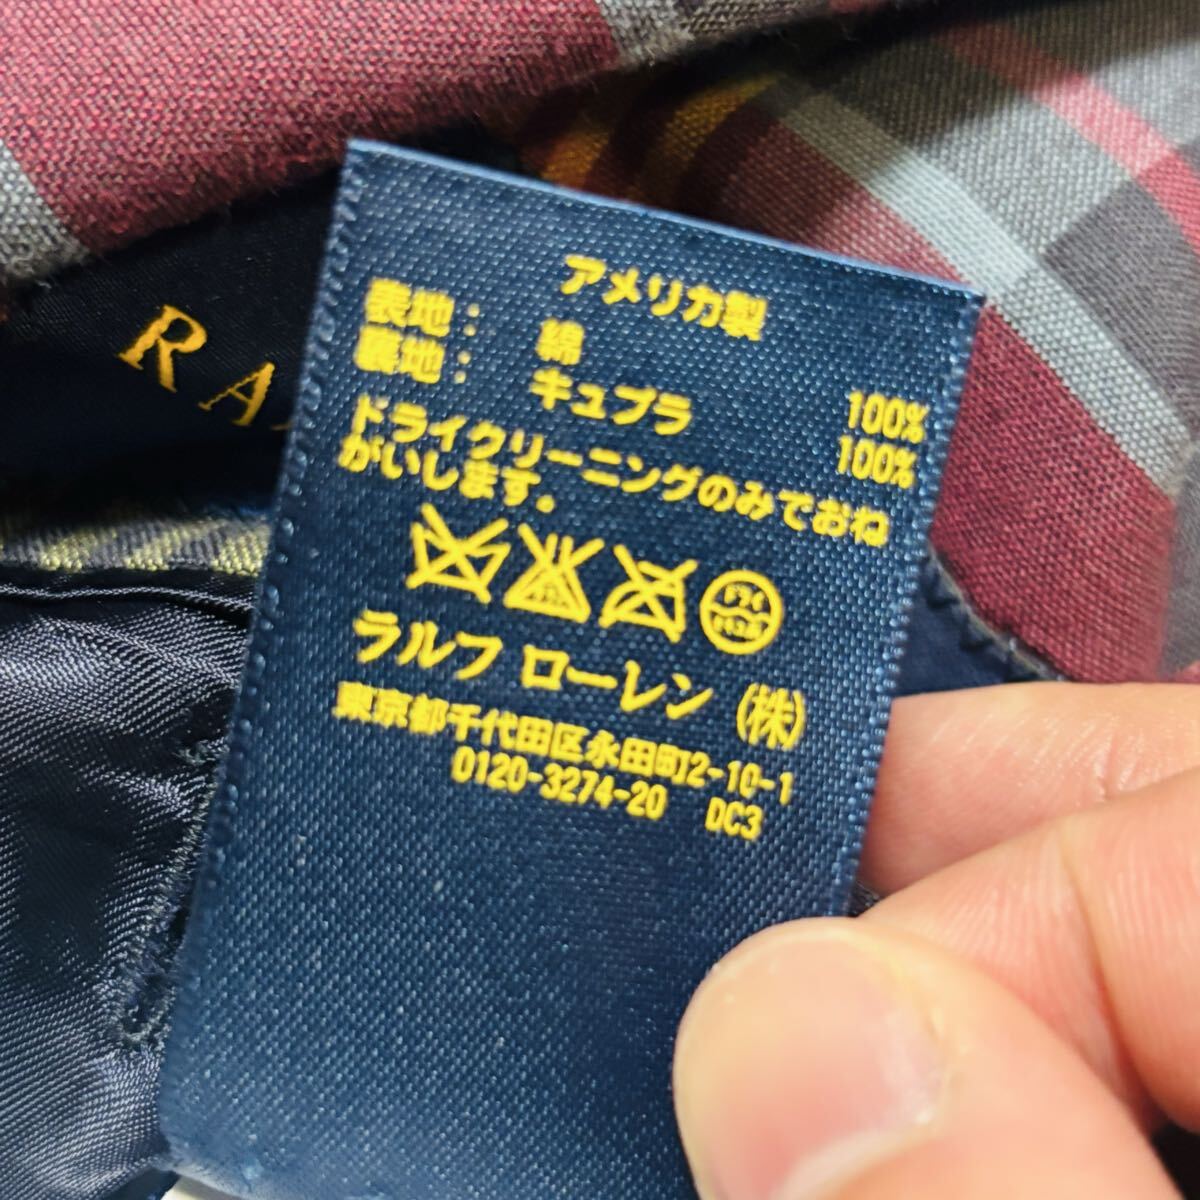 RA
アメリカ製
表地: 綿 100%
裏地: キュプラ 100%
ドライクリーニングのみでおね
がいします。
ラルフ ローレン (株)
東京都千代田区永田町2-10-1
0120-3274-20 DC3